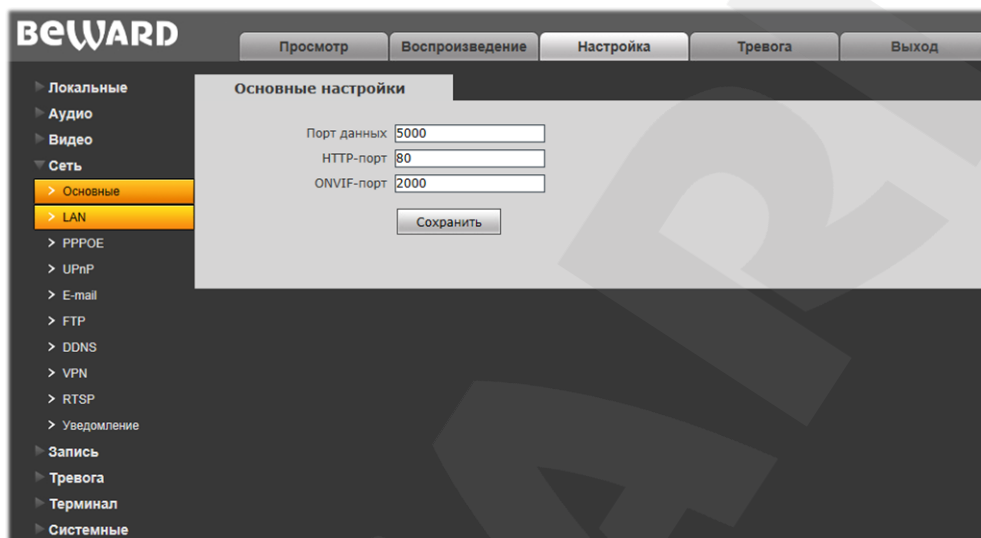 BEWARD
Просмотр Воспроизведение Настройка Тревога Выход
Локальные
Аудио
Видео
Сеть
Основные
LAN
PPPOE
UPnP
E-mail
FTP
DDNS
VPN
RTSP
Уведомление
Запись
Тревога
Терминал
Системные
Основные настройки
Порт данных 5000
HTTP-порт 80
ONVIF-порт 2000
Сохранить